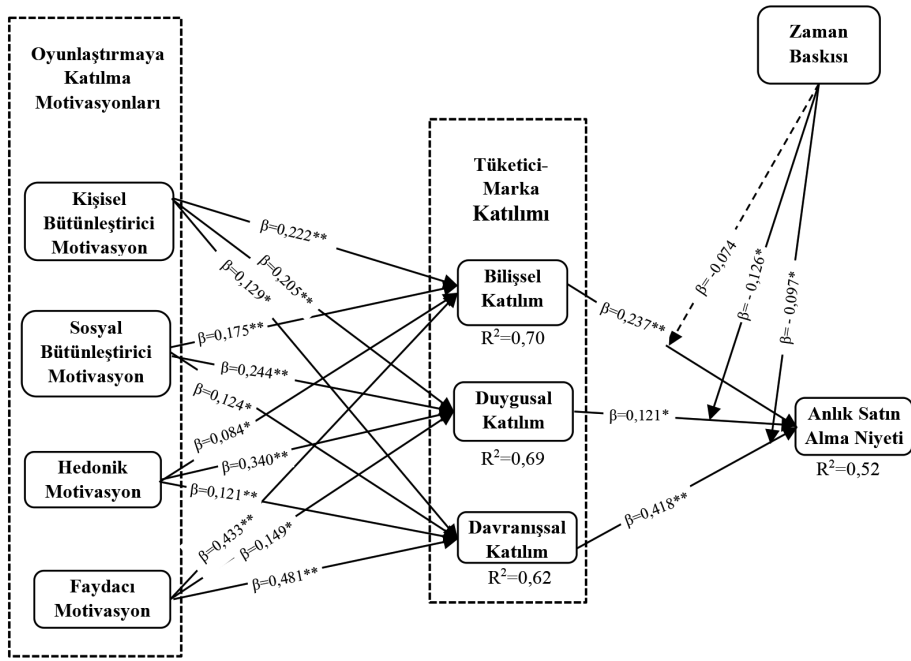 Oyunlaştırmaya
Katılma
Motivasyonları
Kişisel
Bütünleştirici
Motivasyon
Sosyal
Bütünleştirici
Motivasyon
Hedonik
Motivasyon
Faydacı
Motivasyon
β=0,222**
β=0,205**
β=0,129*
β=0,175**
β=0,244**
β=0,124*
β=0,084*
β=0,340**
β=0,121**
β=0,433**
β=0,149*
β=0,481**
Tüketici-
Marka
Katılımı
Bilişsel
Katılım
R²=0,70
Duygusal
Katılım
R²=0,69
Davranışsal
Katılım
R²=0,62
Zaman
Baskısı
β= -0,074
β= - 0,126*
β= - 0,097*
β=0,237**
β=0,121*
β=0,418**
Anlık Satın
Alma Niyeti
R²=0,52